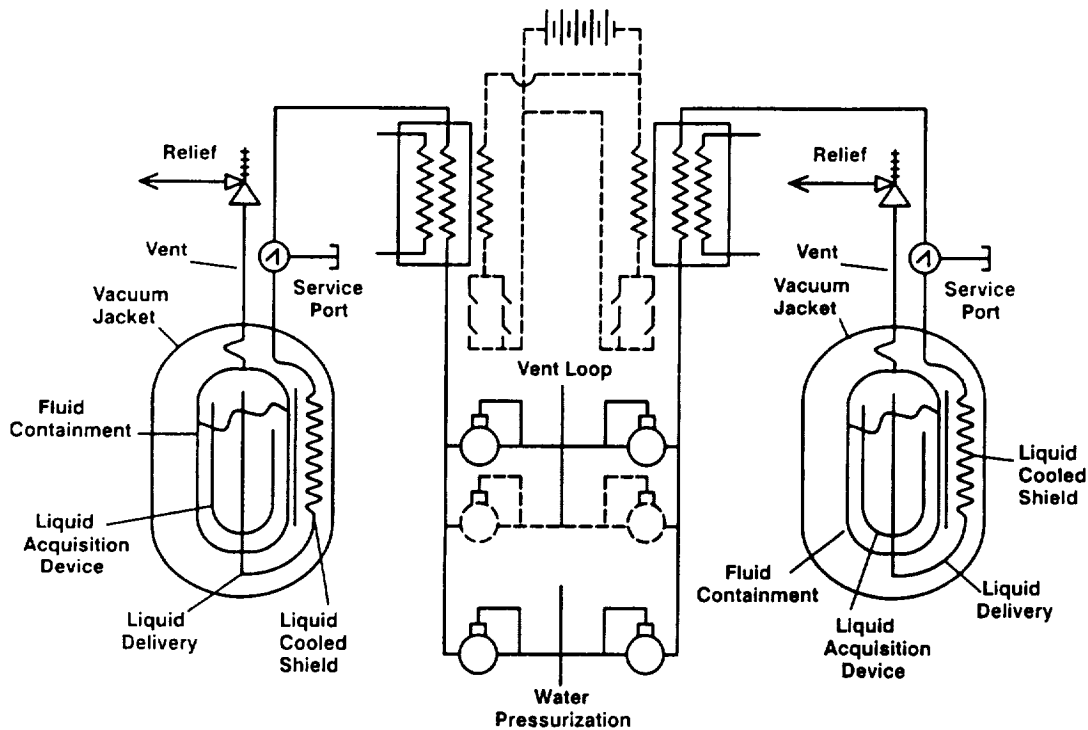 Relief
Vent
Vacuum
Jacket
Service
Port
Fluid
Containment
Liquid
Acquisition
Device
Liquid
Delivery
Liquid
Cooled
Shield
Vent Loop
Water
Pressurization
Relief
Vent
Vacuum
Jacket
Service
Port
Liquid
Cooled
Shield
Fluid
Containment
Liquid
Delivery
Liquid
Acquisition
Device